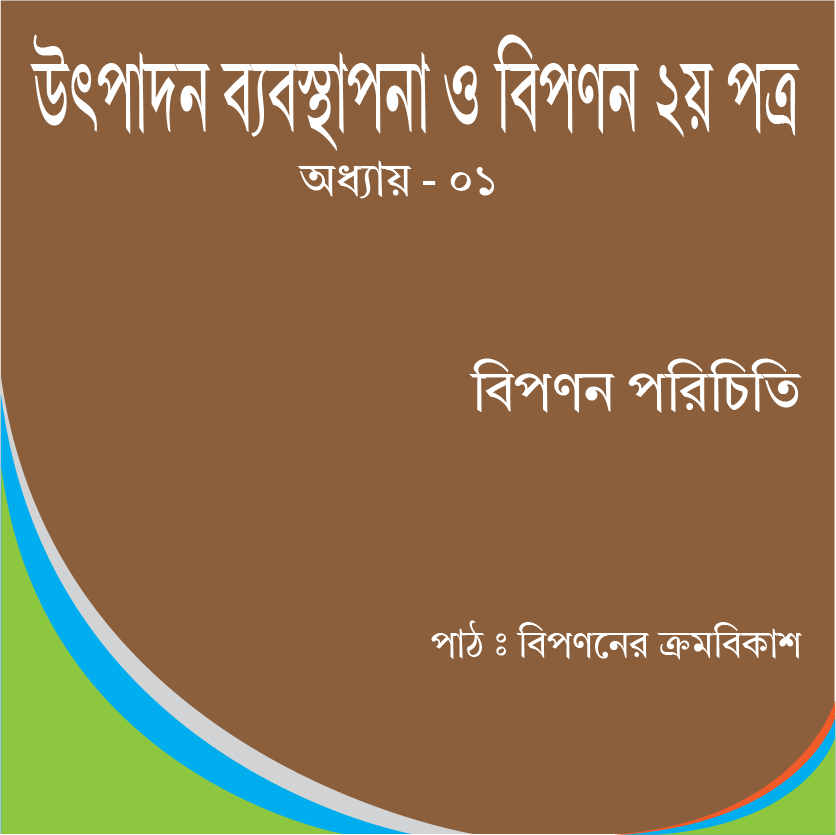 উৎপাদন ব্যবস্থাপনা ও বিপণন ২য় পত্র
অধ্যায় - ০১
বিপণন পরিচিতি
পাঠ ঃ বিপণনের ক্রমবিকাশ